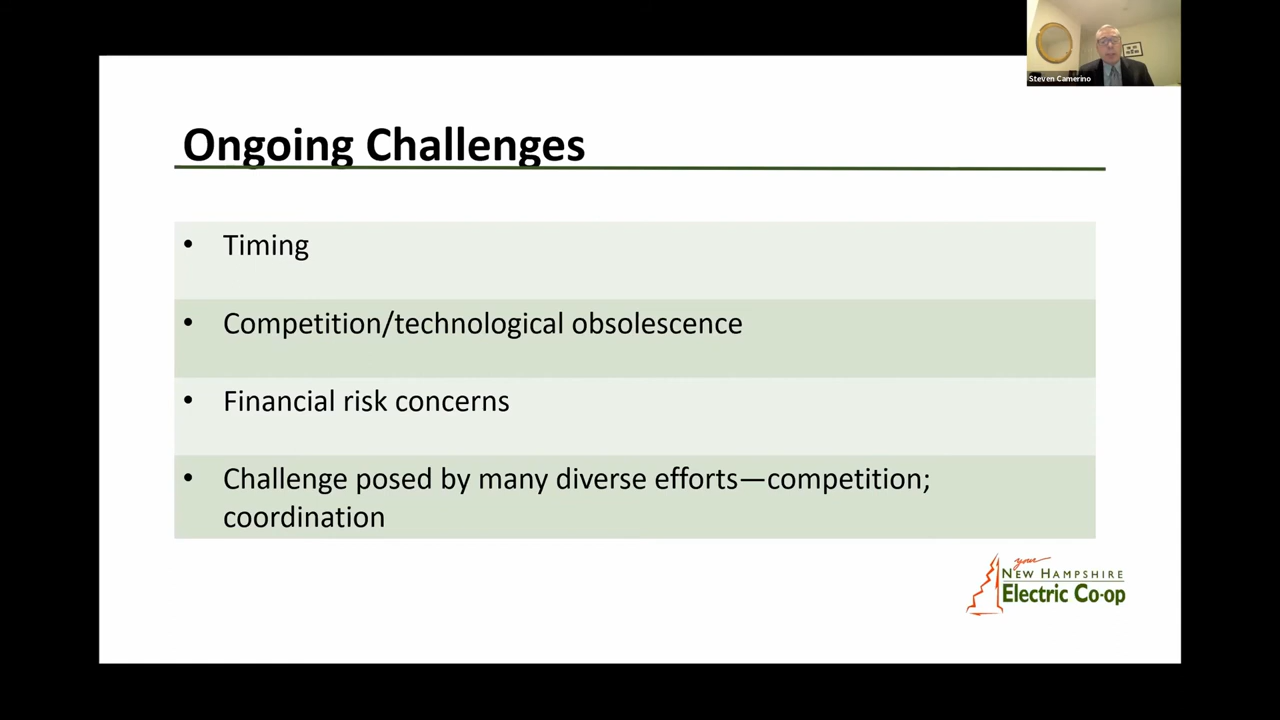 Steven Camerino
Ongoing Challenges
• Timing
• Competition/technological obsolescence
• Financial risk concerns
• Challenge posed by many diverse efforts—competition;
coordination
your
New Hampshire
Electric Co-op